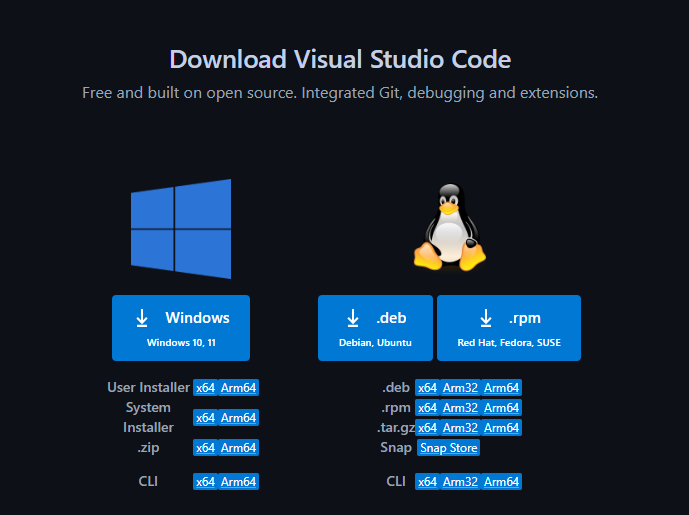 Download Visual Studio Code
Free and built on open source. Integrated Git, debugging and extensions.
Windows
Windows 10, 11
User Installer x64 Arm64
System
Installer x64 Arm64
.zip x64 Arm64
CLI x64 Arm64
.deb
Debian, Ubuntu
.rpm
Red Hat, Fedora, SUSE
.deb x64 Arm32 Arm64
.rpm x64 Arm32 Arm64
.tar.gz x64 Arm32 Arm64
Snap Snap Store
CLI x64 Arm32 Arm64